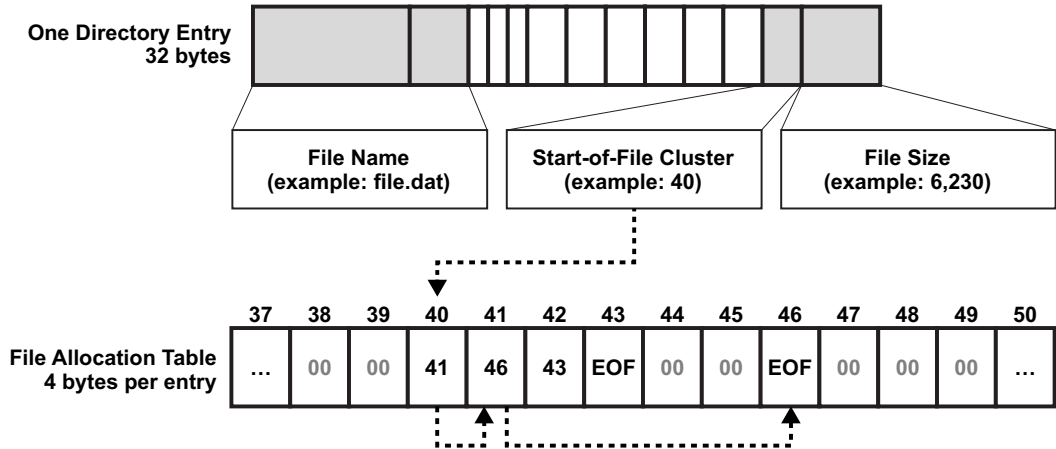 One Directory Entry
32 bytes
File Name
(example: file.dat)
Start-of-File Cluster
(example: 40)
File Size
(example: 6,230)
37 38 39 40 41 42 43 44 45 46 47 48 49 50
File Allocation Table
4 bytes per entry
... 00 00 41 46 43 EOF 00 00 EOF 00 00 00 ...